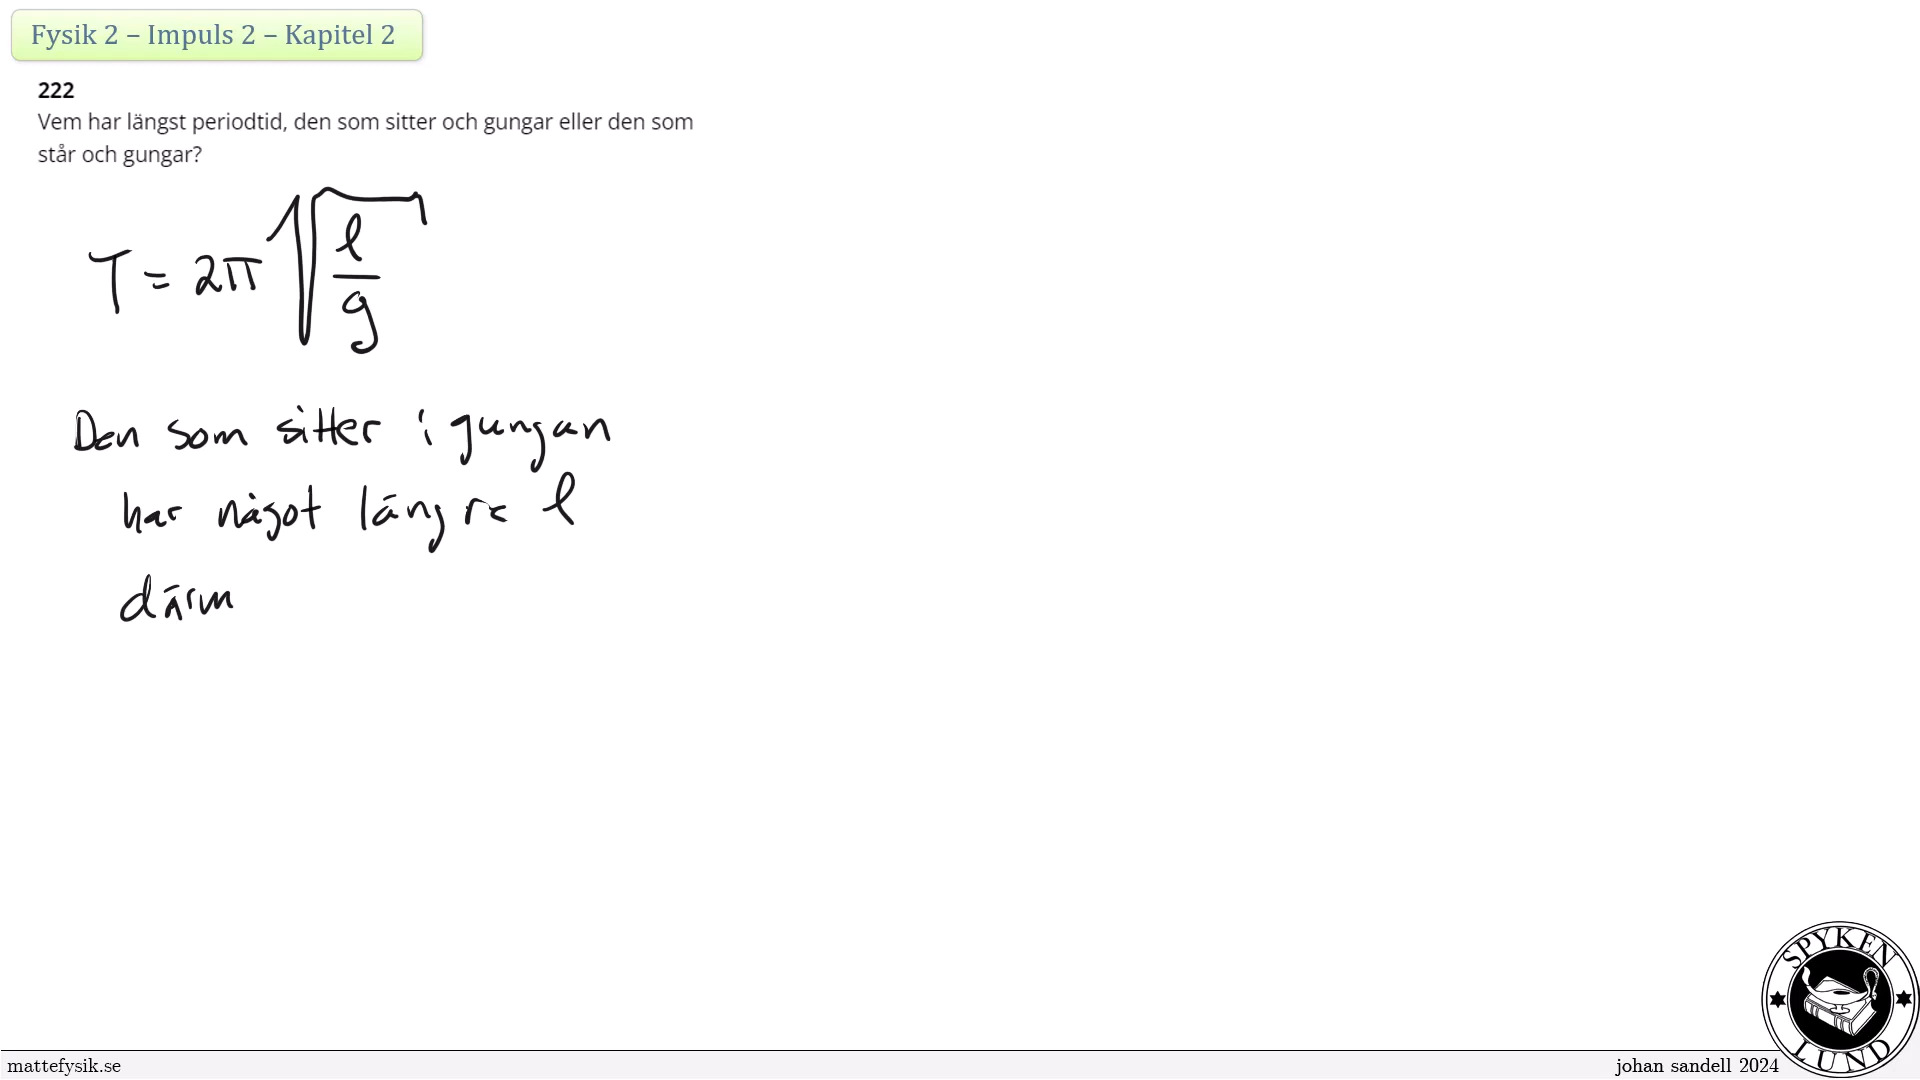 Fysik 2 – Impuls 2 – Kapitel 2
222
Vem har längst periodtid, den som sitter och gungar eller den som
står och gungar?
T = 2π √(l/g)
Den som sitter i gungan
har något längre l
därm
SPYKEN
LUND
mattefysik.se
johan sandell 2024